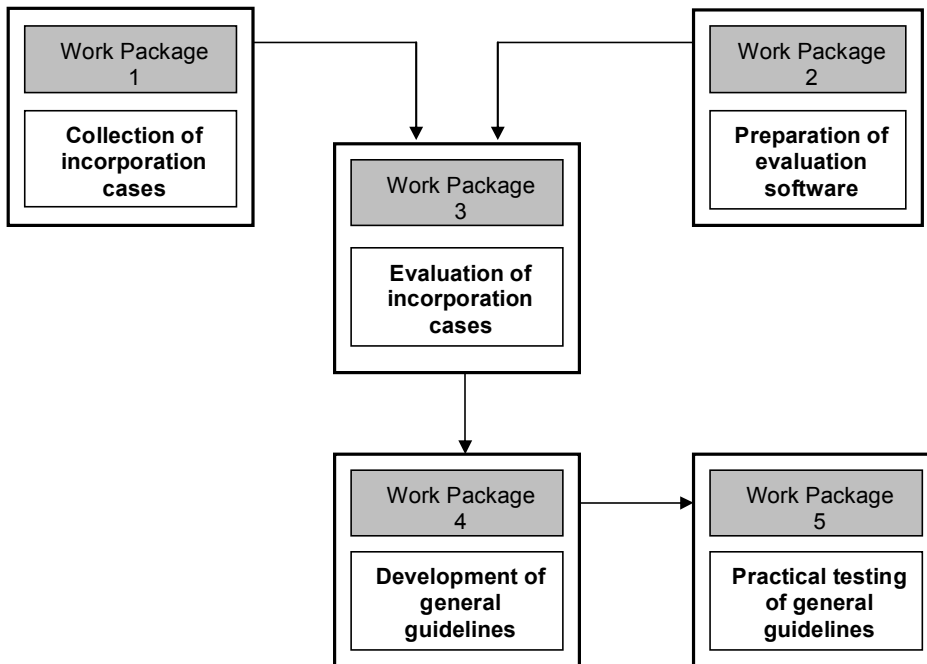 Work Package
1
Collection of
incorporation
cases
Work Package
2
Preparation of
evaluation
software
Work Package
3
Evaluation of
incorporation
cases
Work Package
4
Development of
general
guidelines
Work Package
5
Practical testing
of general
guidelines